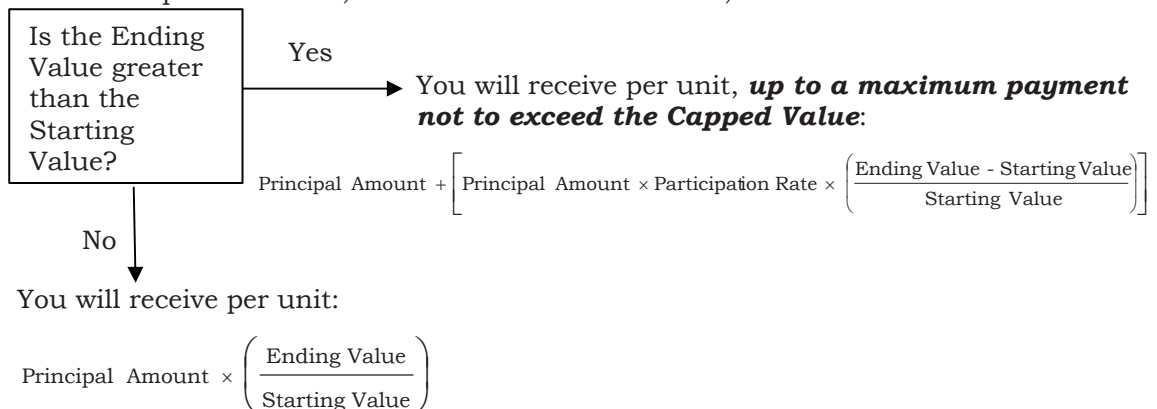 Is the Ending
Value greater
than the
Starting
Value?
Yes
You will receive per unit, up to a maximum payment
not to exceed the Capped Value:
Principal Amount + [Principal Amount × Participation Rate × (Ending Value - Starting Value / Starting Value)]
No
You will receive per unit:
Principal Amount × (Ending Value / Starting Value)